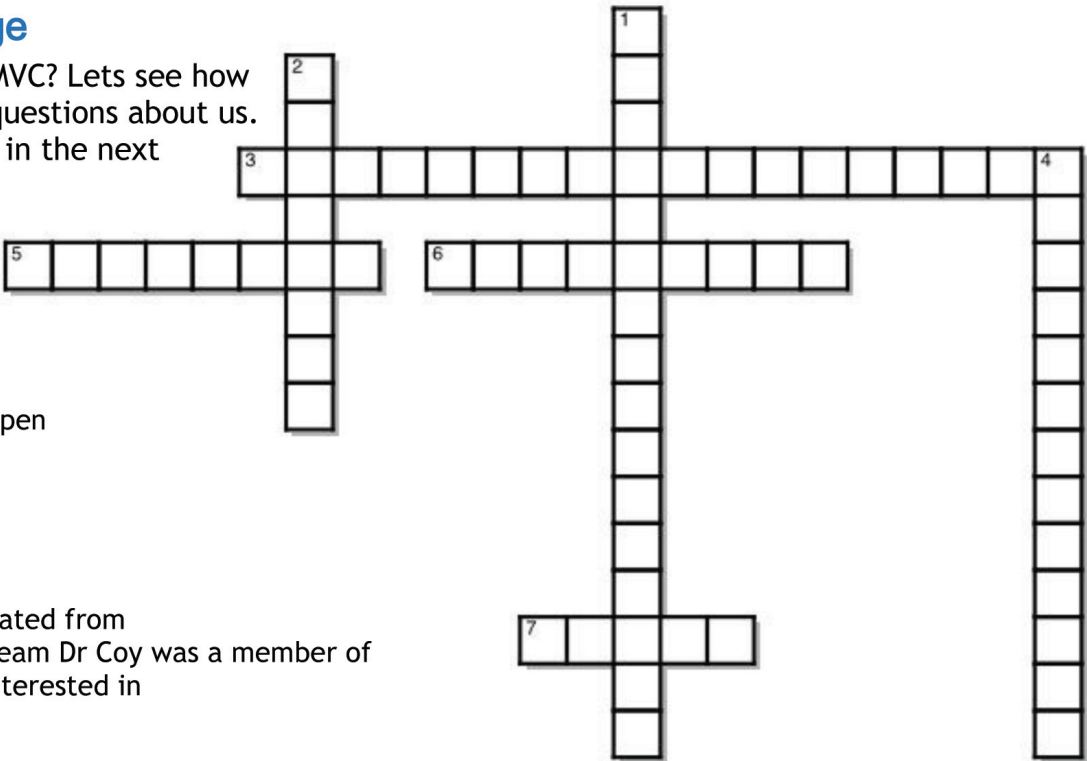 ge
MVC? Lets see how
questions about us.
in the next
pen
ated from
eam Dr Coy was a member of
terested in
1
2
3
4
5
6
7